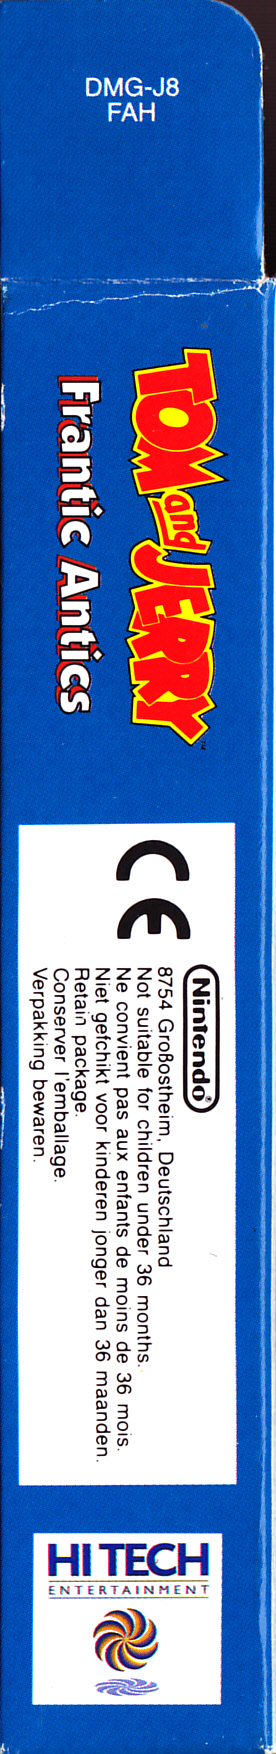 DMG-J8
FAH
TOM and JERRY™
Frantic Antics
CE
Nintendo®
8754 Großostheim, Deutschland
Not suitable for children under 36 months.
Ne convient pas aux enfants de moins de 36 mois.
Niet gefchikt voor kinderen jonger dan 36 maanden.
Retain package.
Conserver l'emballage.
Verpakking bewaren.
HI TECH
ENTERTAINMENT